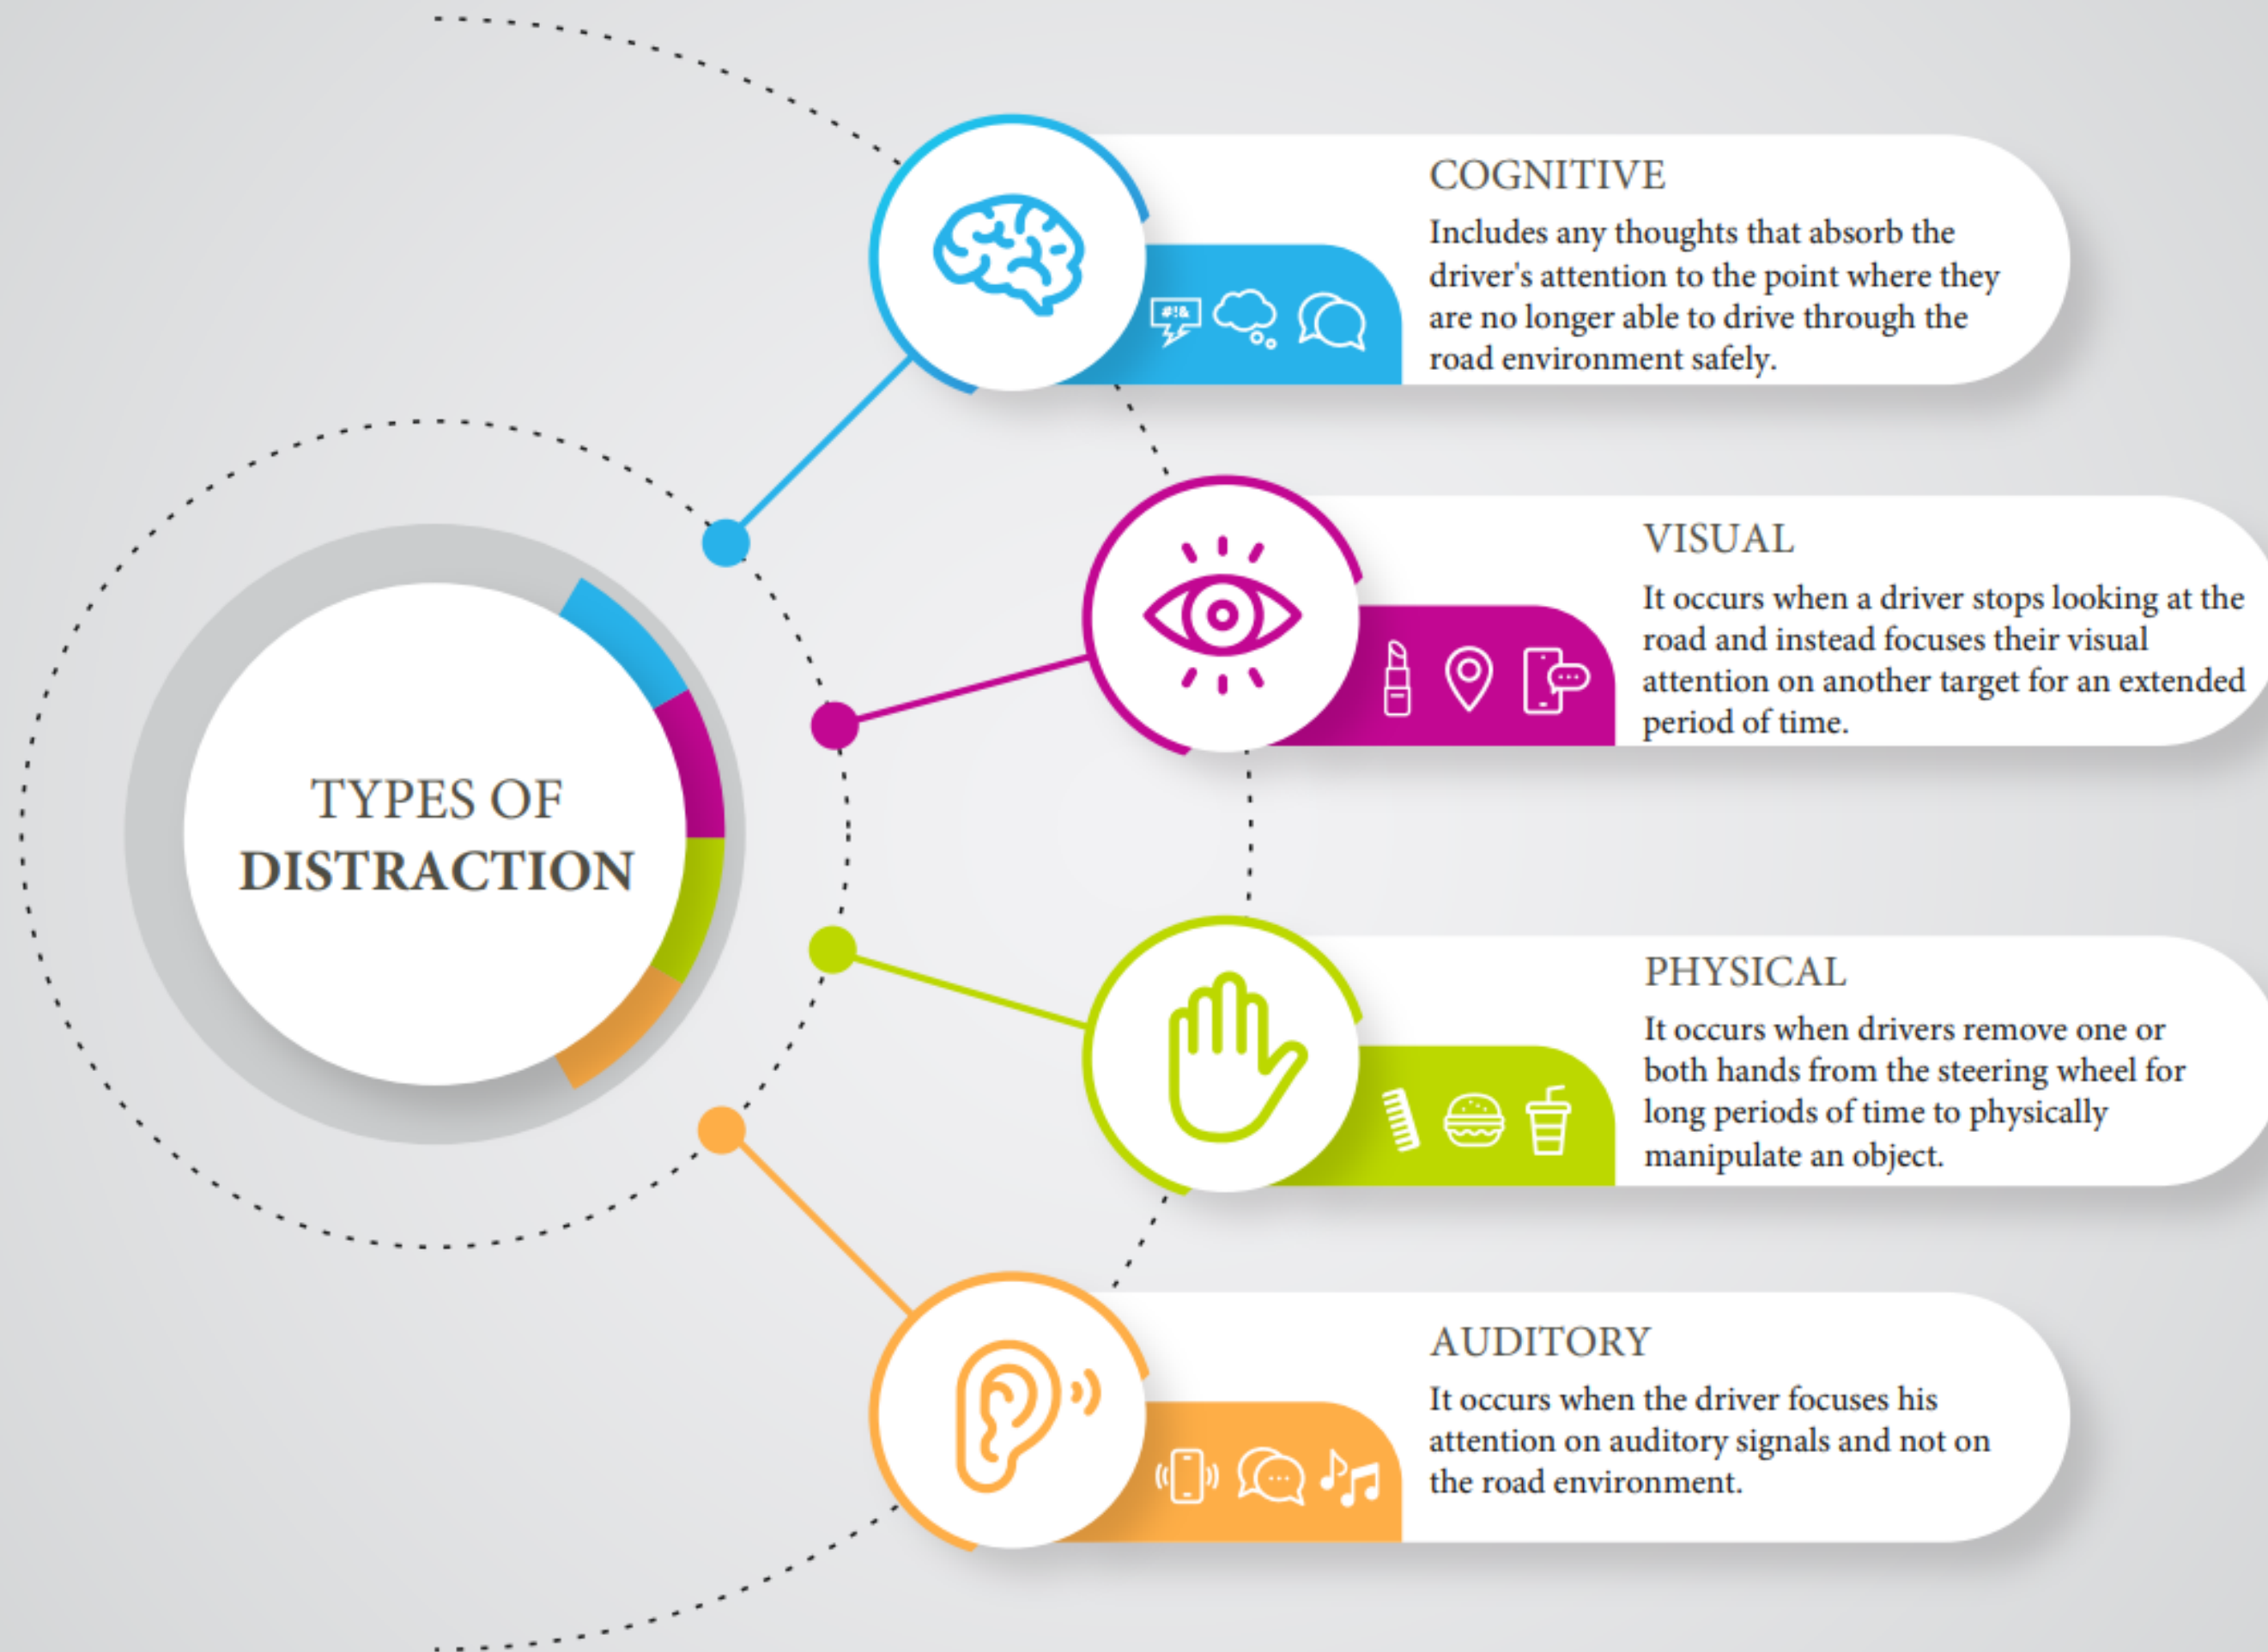 TYPES OF
DISTRACTION
COGNITIVE
Includes any thoughts that absorb the
driver's attention to the point where they
are no longer able to drive through the
road environment safely.
#!&
VISUAL
It occurs when a driver stops looking at the
road and instead focuses their visual
attention on another target for an extended
period of time.
PHYSICAL
It occurs when drivers remove one or
both hands from the steering wheel for
long periods of time to physically
manipulate an object.
AUDITORY
It occurs when the driver focuses his
attention on auditory signals and not on
the road environment.